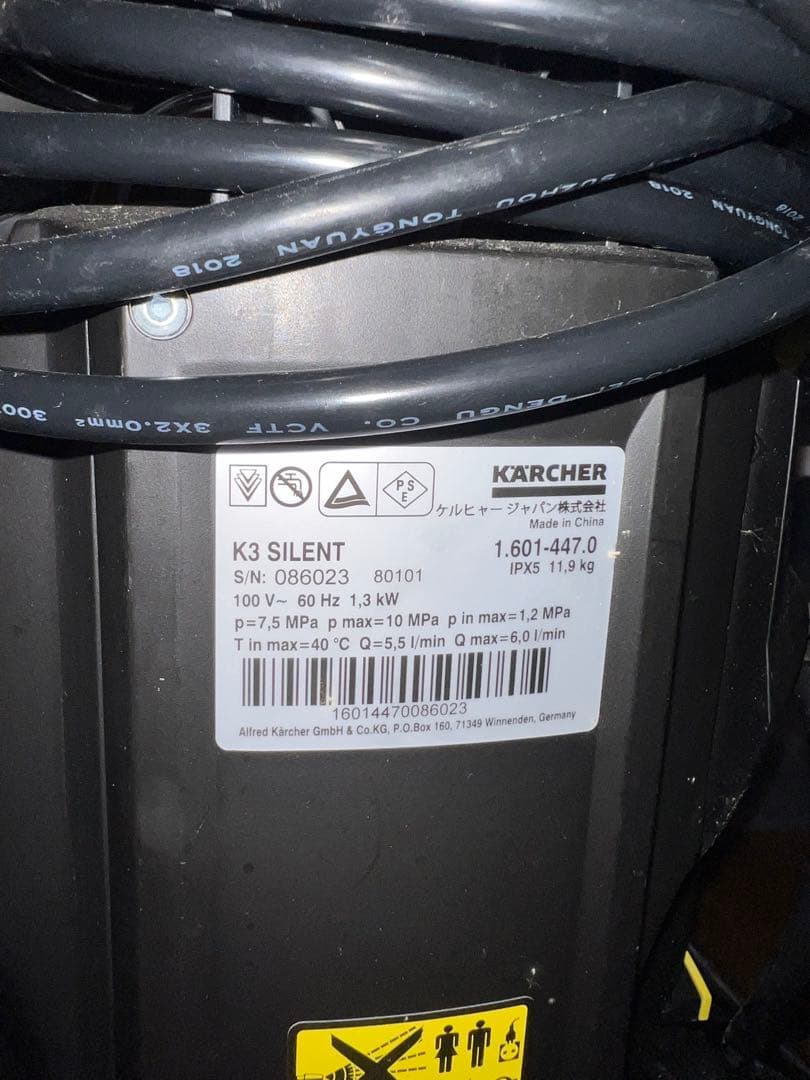 TONGYUAN 2018
2018 TONGYUAN SUZHOU
2018
300 3X2.0mm² VCTF CO. DENGU
PS
E
KÄRCHER
ケルヒャー ジャパン株式会社
Made in China
K3 SILENT 1.601-447.0
S/N: 086023 80101 IPX5 11,9 kg
100 V~ 60 Hz 1,3 kW
p=7,5 MPa p max=10 MPa p in max=1,2 MPa
T in max=40 °C Q=5,5 l/min Q max=6,0 l/min
16014470086023
Alfred Kärcher GmbH & Co.KG, P.O.Box 160, 71349 Winnenden, Germany